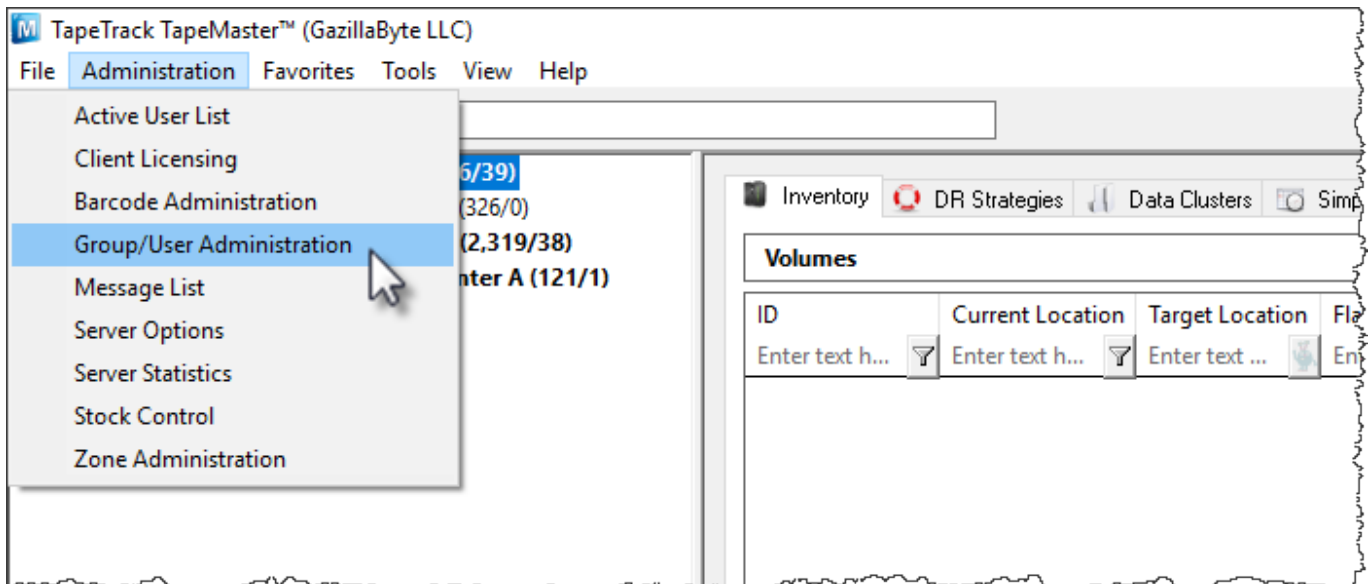 TapeTrack TapeMaster™ (GazillaByte LLC)
File Administration Favorites Tools View Help
Active User List
Client Licensing
Barcode Administration
Group/User Administration
Message List
Server Options
Server Statistics
Stock Control
Zone Administration
6/39)
(326/0)
(2,319/38)
nter A (121/1)
Inventory DR Strategies Data Clusters Simp
Volumes
ID Current Location Target Location Fla
Enter text h... Enter text h... Enter text ... En